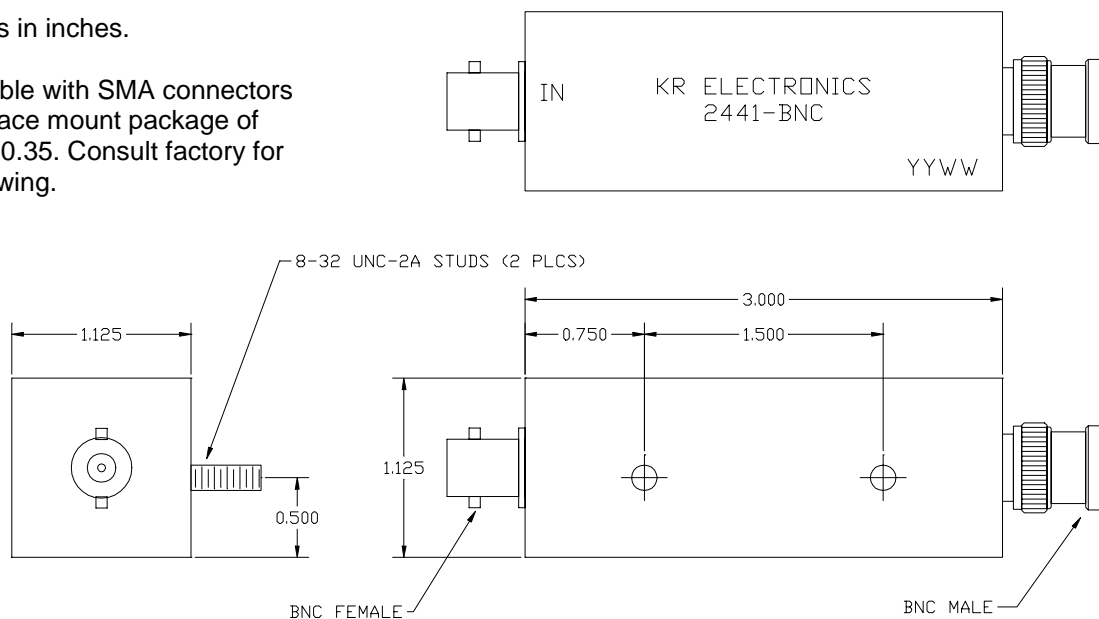 s in inches.
ble with SMA connectors
ace mount package of
0.35. Consult factory for
wing.
IN
KR ELECTRONICS
2441-BNC
YYWW
8-32 UNC-2A STUDS (2 PLCS)
3.000
1.125
0.750
1.500
1.125
0.500
BNC FEMALE
BNC MALE